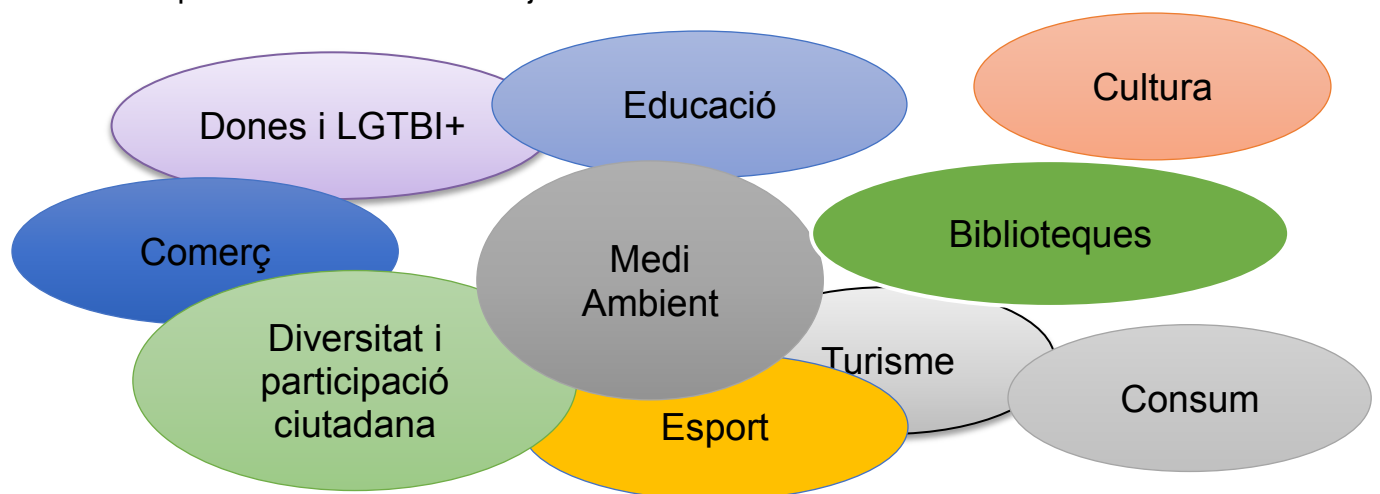 Cultura
Educació
Dones i LGTBI+
Biblioteques
Comerç
Medi
Ambient
Diversitat i
participació
ciutadana
Turisme
Consum
Esport